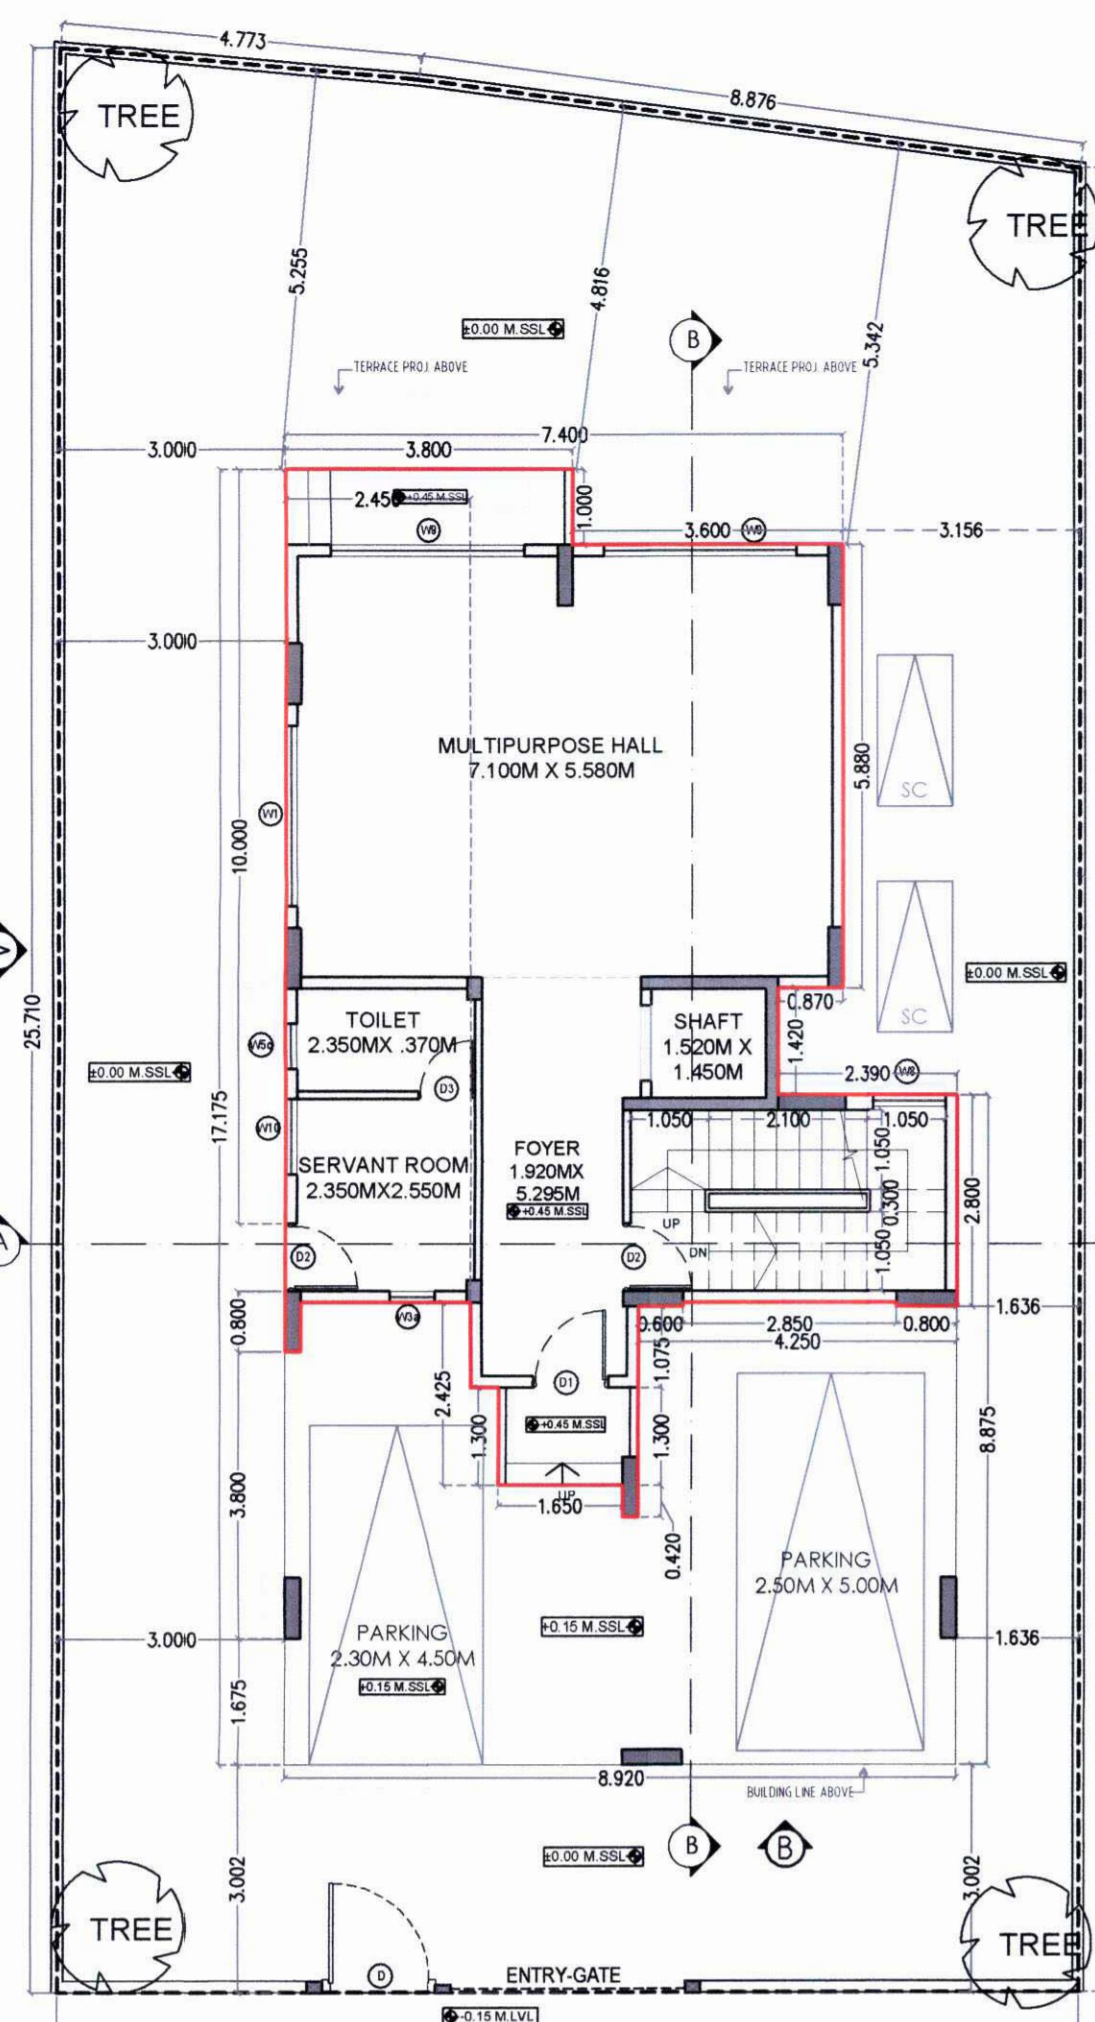 4.773
8.876
TREE
TREE
5.255
4.816
5.342
±0.00 M.SSL
B
TERRACE PROJ. ABOVE
TERRACE PROJ. ABOVE
7.400
3.000
3.800
2.450
+0.45 M.SSL
1.000
W9
3.600
W9
3.156
3.000
MULTIPURPOSE HALL
7.100M X 5.580M
5.880
SC
W1
10.000
25.710
±0.00 M.SSL
0.870
SC
TOILET
2.350MX .370M
SHAFT
1.520M X
1.450M
1.420
±0.00 M.SSL
17.175
D3
2.390
W8
W10
1.050
2.100
1.050
FOYER
1.920MX
5.295M
+0.45 M.SSL
SERVANT ROOM
2.350MX2.550M
1.050
0.300
1.050
2.800
UP
DN
D2
D2
A
0.800
W3a
1.636
0.600
2.850
0.800
4.250
1.075
2.425
D1
1.300
+0.45 M.SSL
1.300
8.875
UP
1.650
3.800
0.420
PARKING
2.50M X 5.00M
3.000
PARKING
2.30M X 4.50M
+0.15 M.SSL
+0.15 M.SSL
1.636
1.675
8.920
BUILDING LINE ABOVE
B
B
±0.00 M.SSL
3.002
3.002
TREE
TREE
D
ENTRY-GATE
-0.15 M.LVL